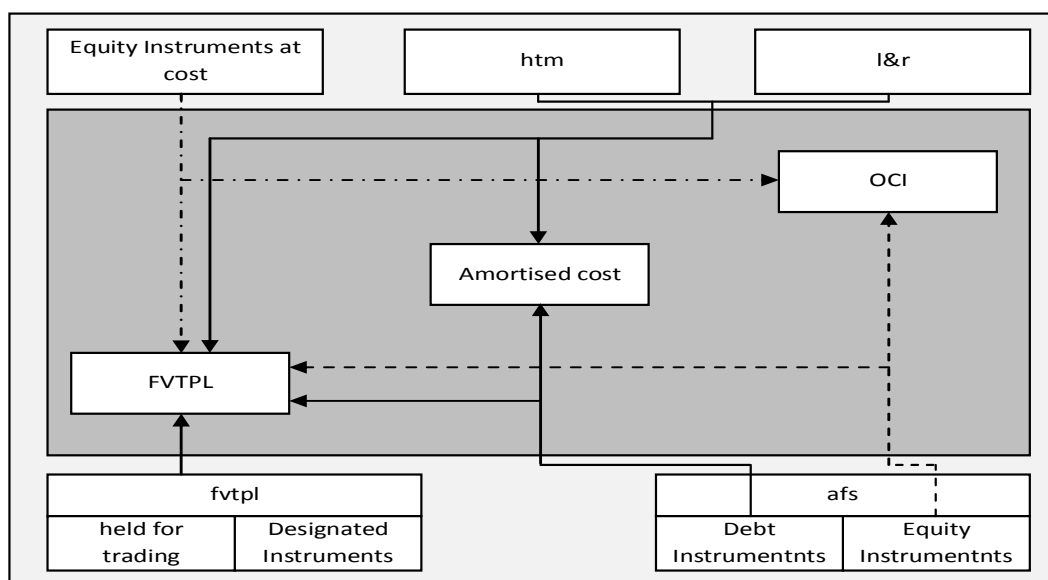 Equity Instruments at
cost
htm
l&r
OCI
Amortised cost
FVTPL
fvtpl
held for
trading
Designated
Instruments
afs
Debt
Instrumentnts
Equity
Instrumentnts